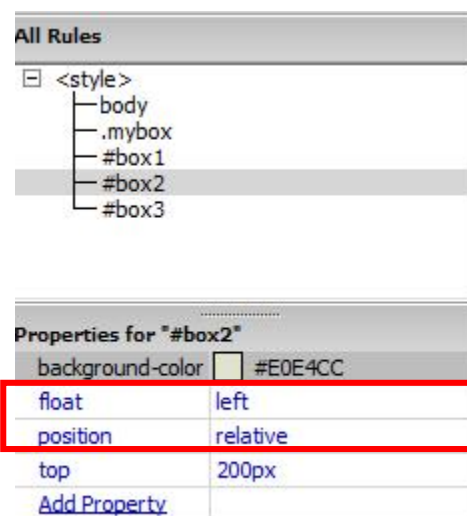 All Rules
<style>
body
.mybox
#box1
#box2
#box3
Properties for "#box2"
background-color #E0E4CC
float left
position relative
top 200px
Add Property